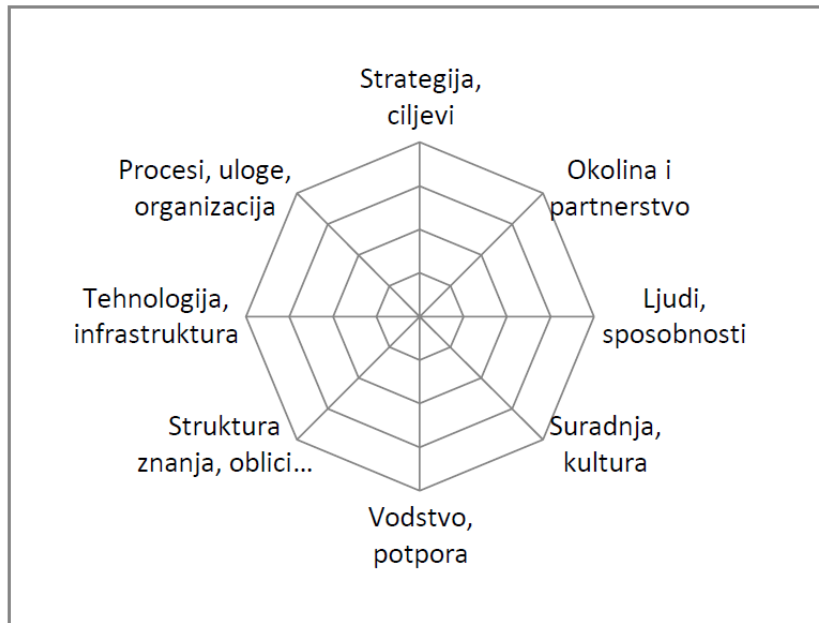 Strategija,
ciljevi
Okolina i
partnerstvo
Ljudi,
sposobnosti
Suradnja,
kultura
Vodstvo,
potpora
Struktura
znanja, oblici...
Tehnologija,
infrastruktura
Procesi, uloge,
organizacija